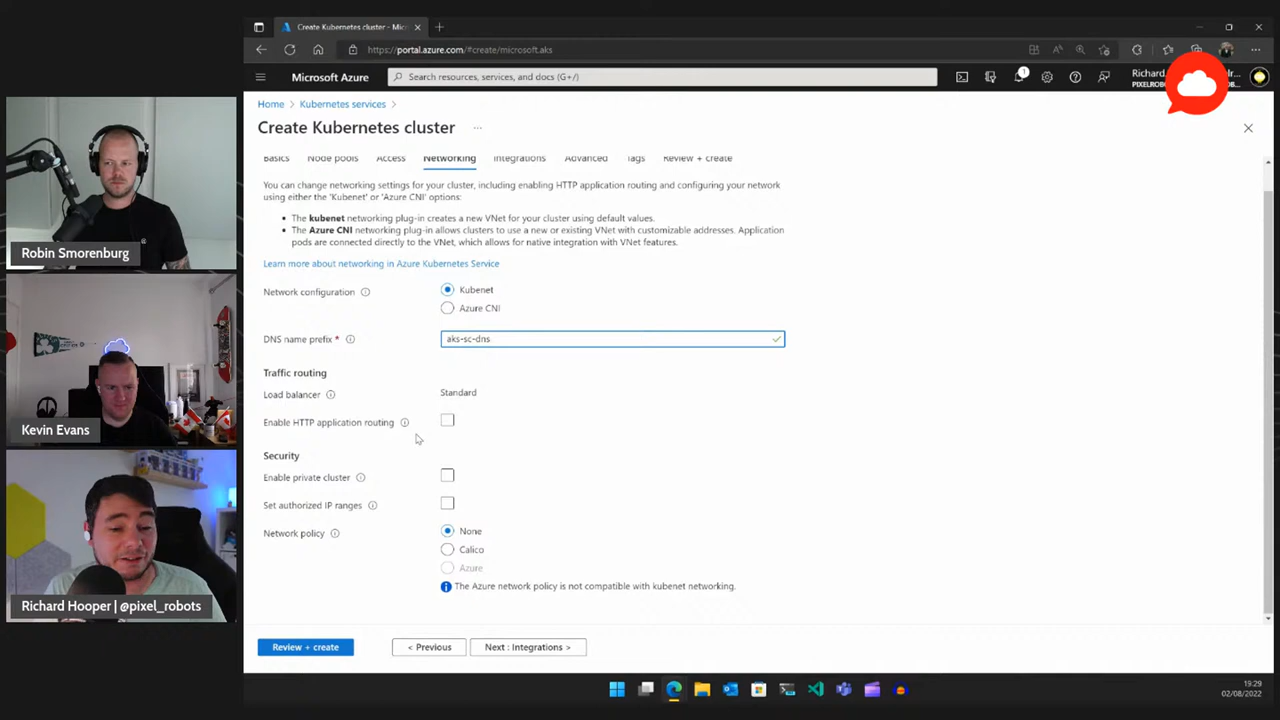 Create Kubernetes cluster - Micr
https://portal.azure.com/#create/microsoft.aks
Microsoft Azure
Search resources, services, and docs (G+/)
1
Richard
PIXELROB
Home > Kubernetes services >
Create Kubernetes cluster ...
Basics Node pools Access Networking Integrations Advanced Tags Review + create
You can change networking settings for your cluster, including enabling HTTP application routing and configuring your network
using either the 'Kubenet' or 'Azure CNI' options:
• The kubenet networking plug-in creates a new VNet for your cluster using default values.
• The Azure CNI networking plug-in allows clusters to use a new or existing VNet with customizable addresses. Application
pods are connected directly to the VNet, which allows for native integration with VNet features.
Learn more about networking in Azure Kubernetes Service
Network configuration
Kubenet
Azure CNI
DNS name prefix *
aks-sc-dns
Traffic routing
Load balancer
Standard
Enable HTTP application routing
Security
Enable private cluster
Set authorized IP ranges
Network policy
None
Calico
Azure
The Azure network policy is not compatible with kubenet networking.
Review + create
< Previous
Next : Integrations >
19:29
02/08/2022
Robin Smorenburg
Kevin Evans
Richard Hooper | @pixel_robots